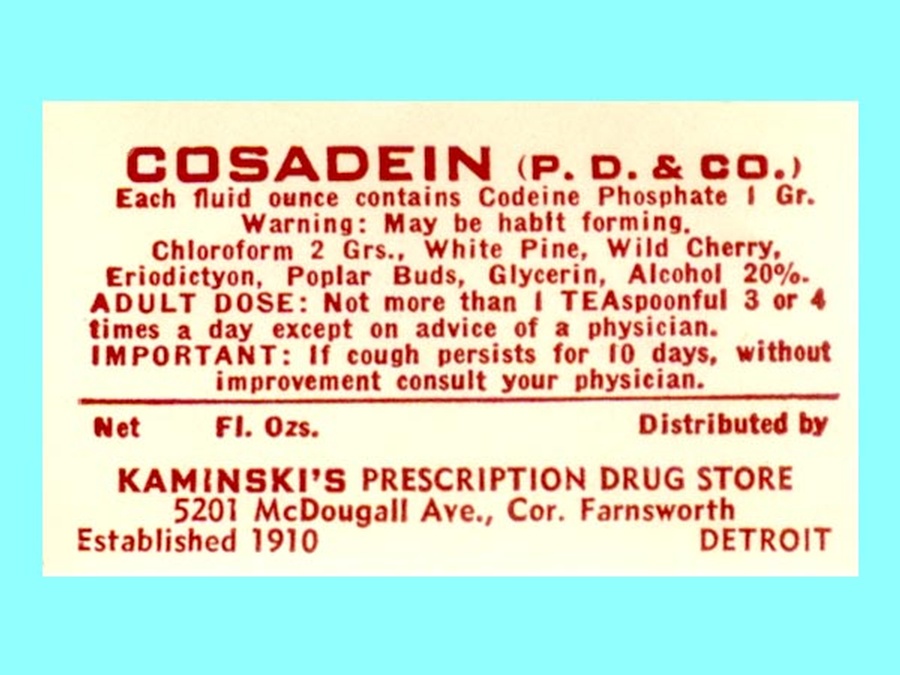 COSADEIN (P. D. & CO.)
Each fluid ounce contains Codeine Phosphate 1 Gr.
Warning: May be habit forming.
Chloroform 2 Grs., White Pine, Wild Cherry,
Eriodictyon, Poplar Buds, Glycerin, Alcohol 20%.
ADULT DOSE: Not more than 1 TEAspoonful 3 or 4
times a day except on advice of a physician.
IMPORTANT: If cough persists for 10 days, without
improvement consult your physician.
Net Fl. Ozs. Distributed by
KAMINSKI'S PRESCRIPTION DRUG STORE
5201 McDougall Ave., Cor. Farnsworth
Established 1910 DETROIT